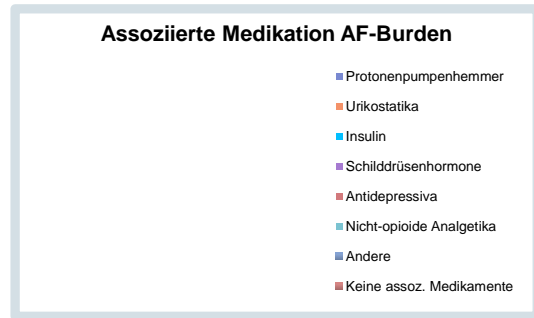 Assoziierte Medikation AF-Burden
Protonenpumpenhemmer
Urikostatika
Insulin
Schilddrüsenhormone
Antidepressiva
Nicht-opioide Analgetika
Andere
Keine assoz. Medikamente